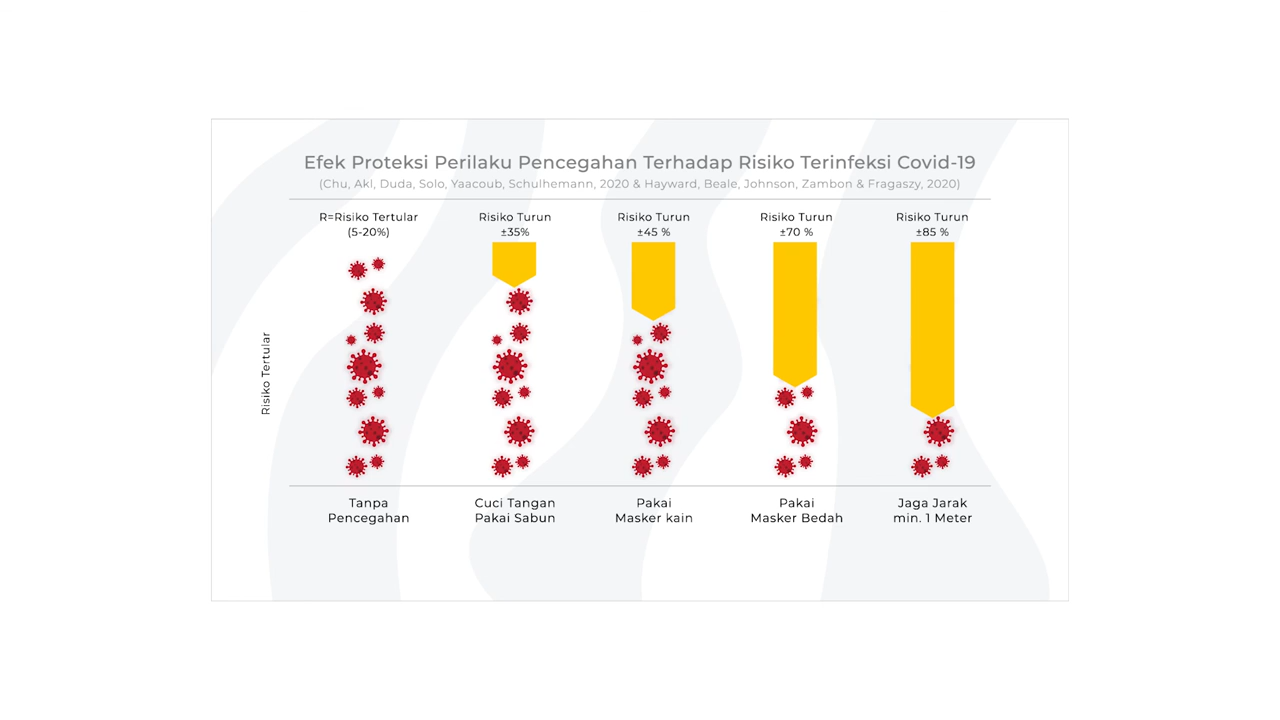 Efek Proteksi Perilaku Pencegahan Terhadap Risiko Terinfeksi Covid-19
(Chu, Akl, Duda, Solo, Yaacoub, Schulhemann, 2020 & Hayward, Beale, Johnson, Zambon & Fragaszy, 2020)
R=Risiko Tertular
(5-20%)
Risiko Turun
±35%
Risiko Turun
±45 %
Risiko Turun
±70 %
Risiko Turun
±85 %
Risiko Tertular
Tanpa
Pencegahan
Cuci Tangan
Pakai Sabun
Pakai
Masker kain
Pakai
Masker Bedah
Jaga Jarak
min. 1 Meter